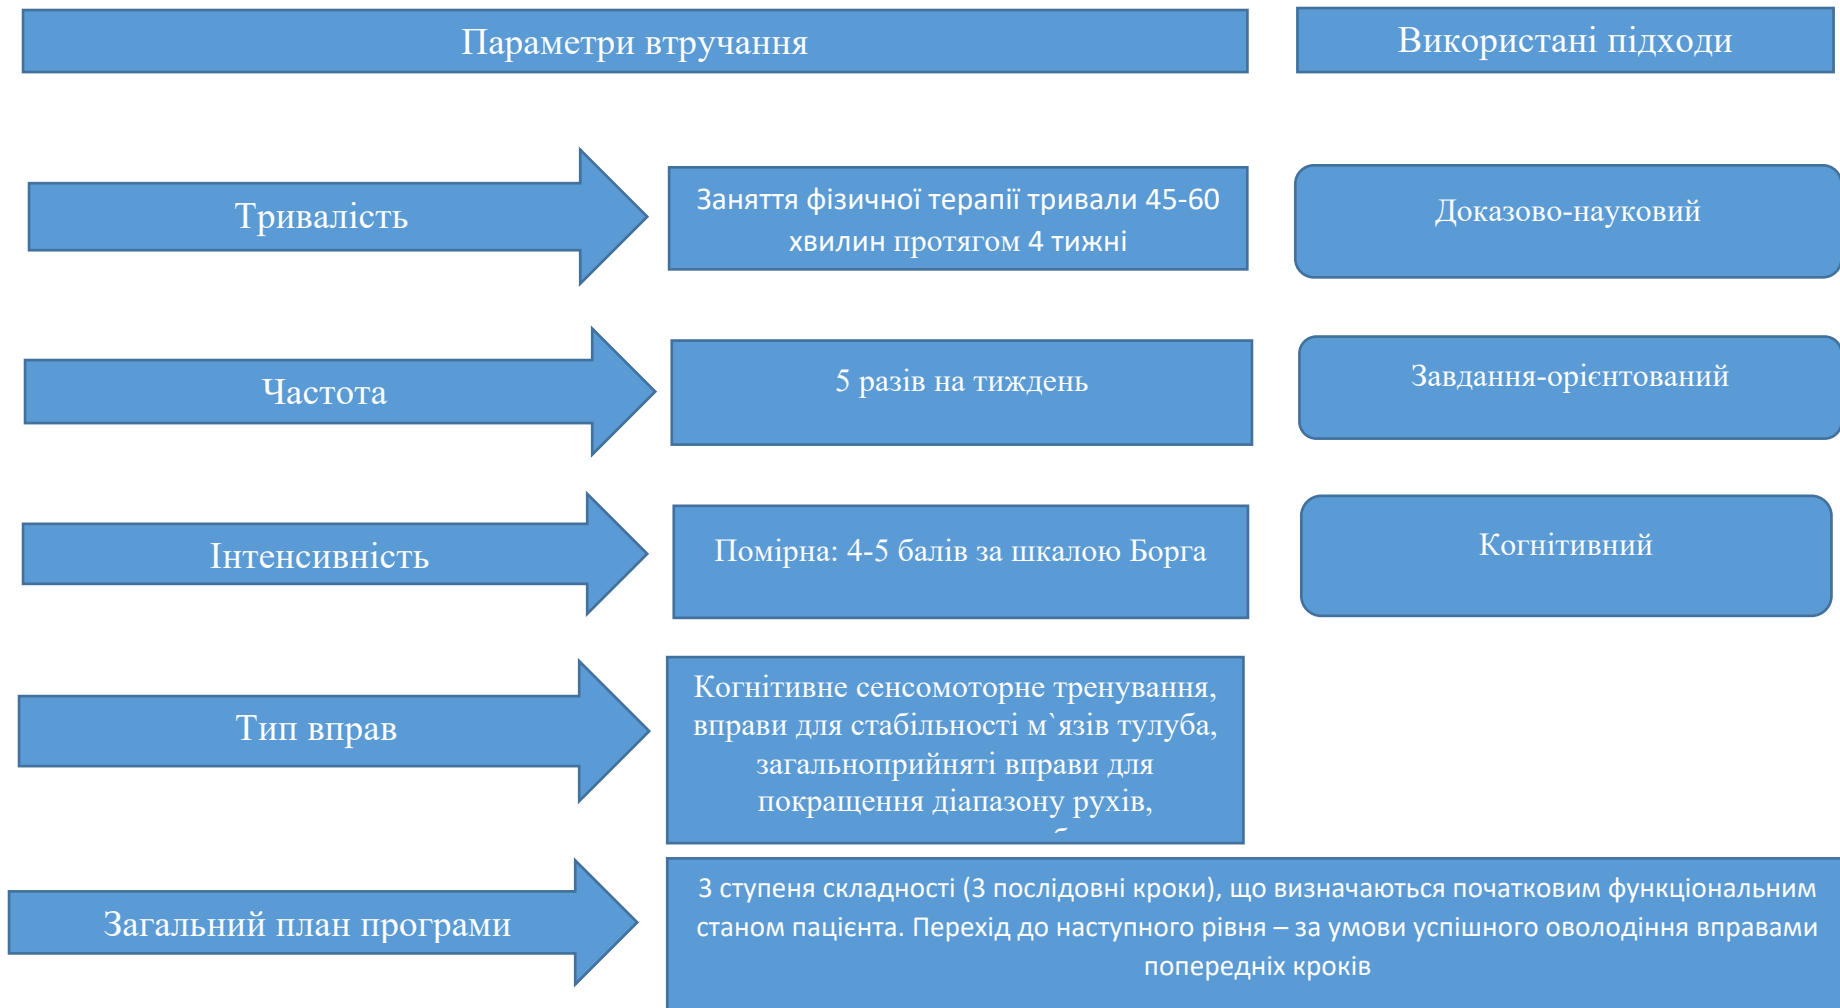 Параметри втручання
Використані підходи
Тривалість
Заняття фізичної терапії тривали 45-60
хвилин протягом 4 тижні
Доказово-науковий
Частота
5 разів на тиждень
Завдання-орієнтований
Інтенсивність
Помірна: 4-5 балів за шкалою Борга
Когнітивний
Тип вправ
Когнітивне сенсомоторне тренування,
вправи для стабільності м`язів тулуба,
загальноприйняті вправи для
покращення діапазону рухів,
Загальний план програми
3 ступеня складності (3 послідовні кроки), що визначаються початковим функціональним
станом пацієнта. Перехід до наступного рівня – за умови успішного оволодіння вправами
попередніх кроків